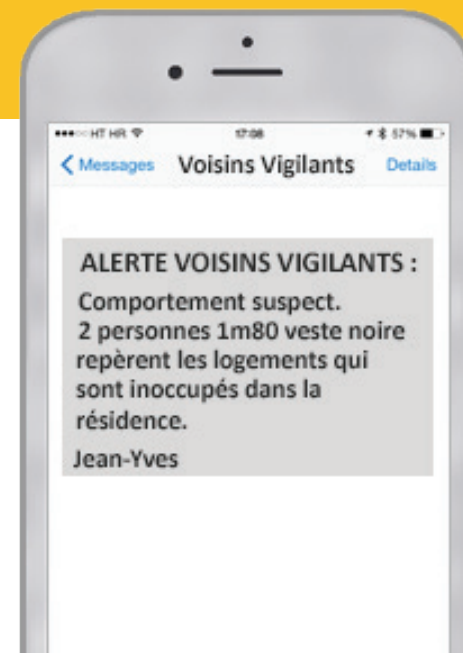 HT HR 17:08 57%
Messages Voisins Vigilants Details
ALERTE VOISINS VIGILANTS :
Comportement suspect.
2 personnes 1m80 veste noire
repèrent les logements qui
sont inoccupés dans la
résidence.
Jean-Yves